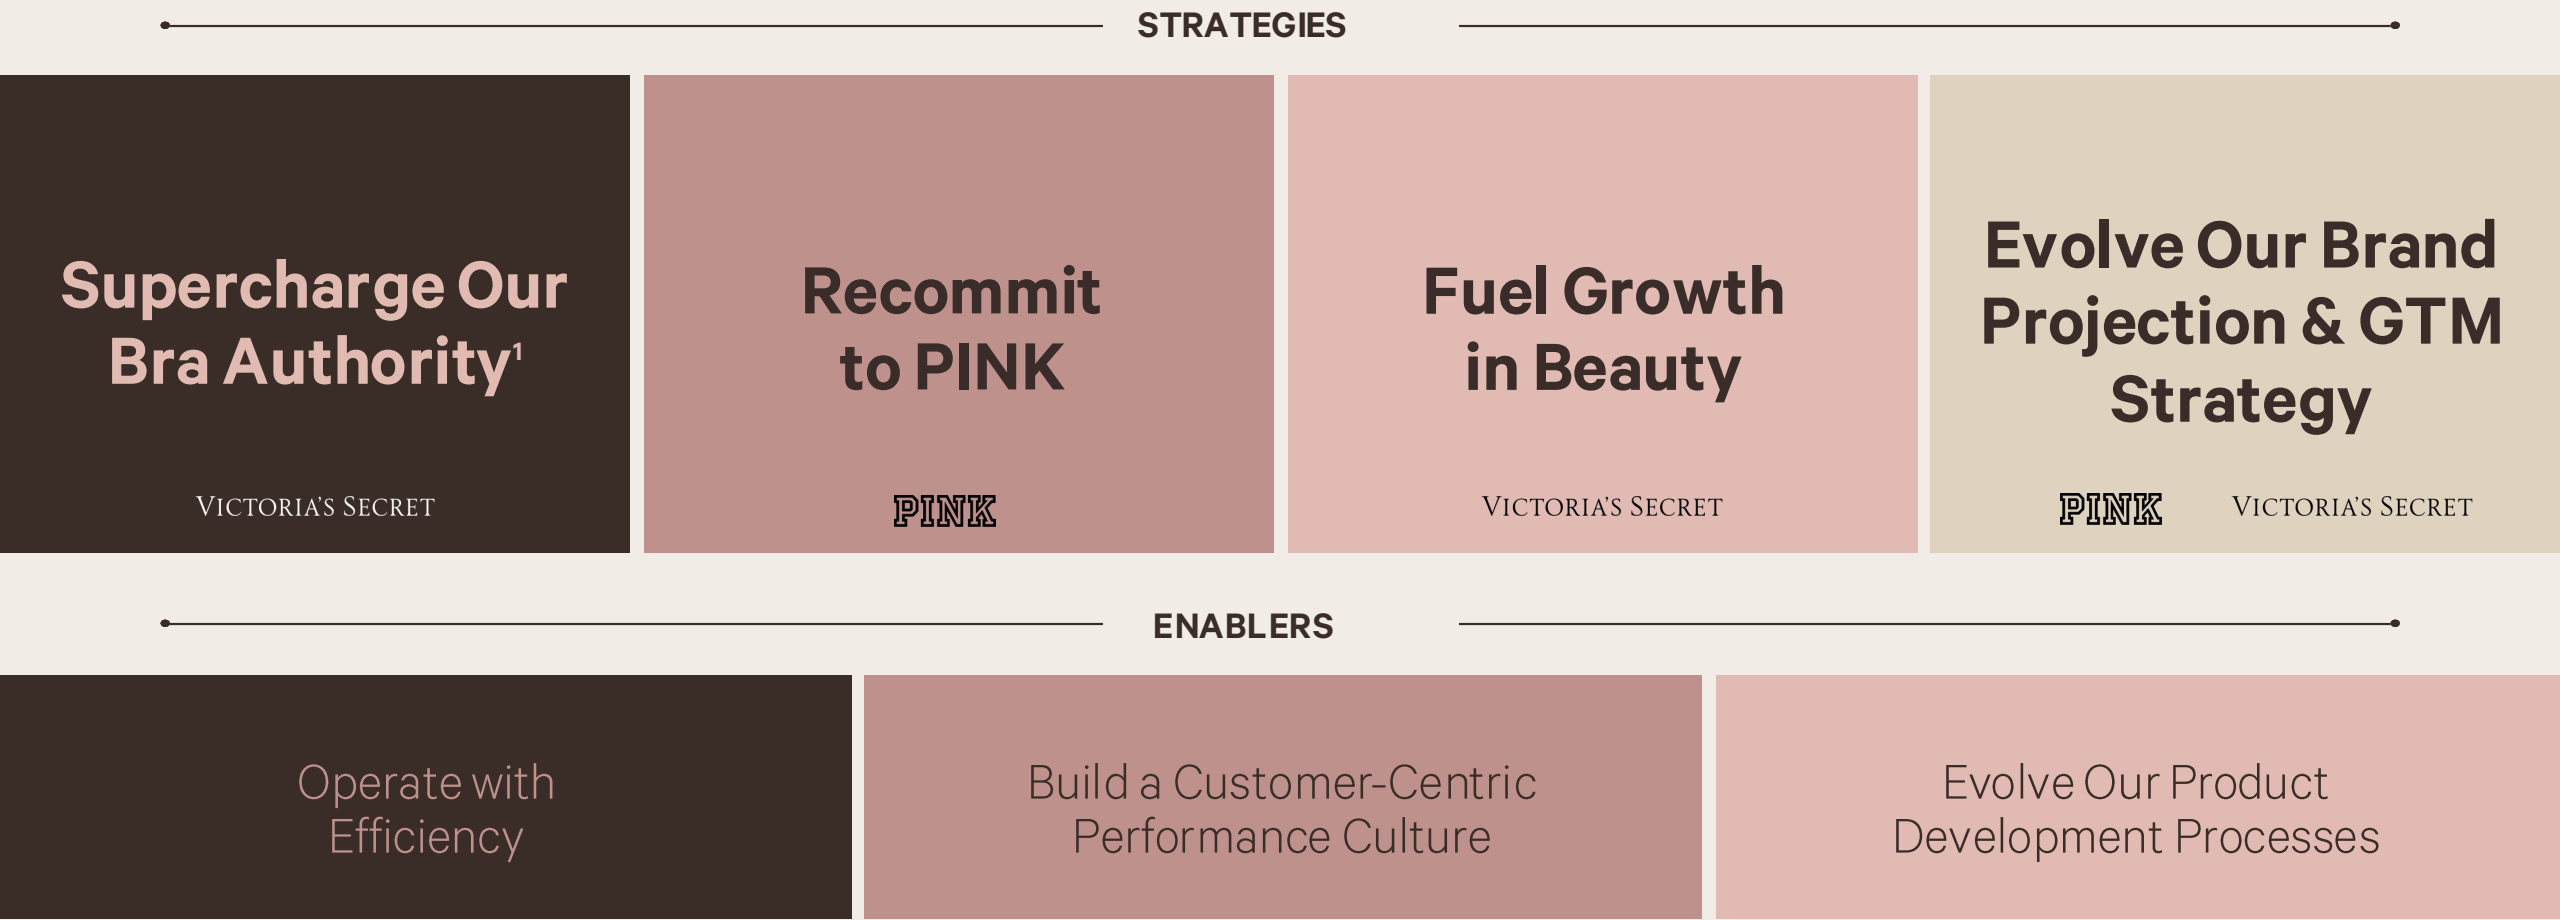 STRATEGIES
Supercharge Our
Bra Authority¹
VICTORIA'S SECRET
Recommit
to PINK
PINK
Fuel Growth
in Beauty
VICTORIA'S SECRET
Evolve Our Brand
Projection & GTM
Strategy
PINK VICTORIA'S SECRET
ENABLERS
Operate with
Efficiency
Build a Customer-Centric
Performance Culture
Evolve Our Product
Development Processes